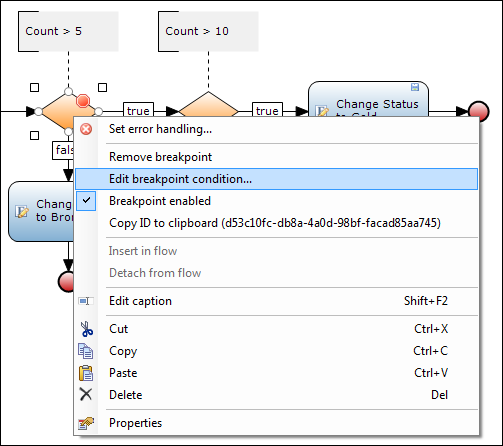 Count > 5
Count > 10
true
true
Change Status
to Gold
fals
Change
to Bron
Set error handling...
Remove breakpoint
Edit breakpoint condition...
Breakpoint enabled
Copy ID to clipboard (d53c10fc-db8a-4a0d-98bf-facad85aa745)
Insert in flow
Detach from flow
Edit caption Shift+F2
Cut Ctrl+X
Copy Ctrl+C
Paste Ctrl+V
Delete Del
Properties